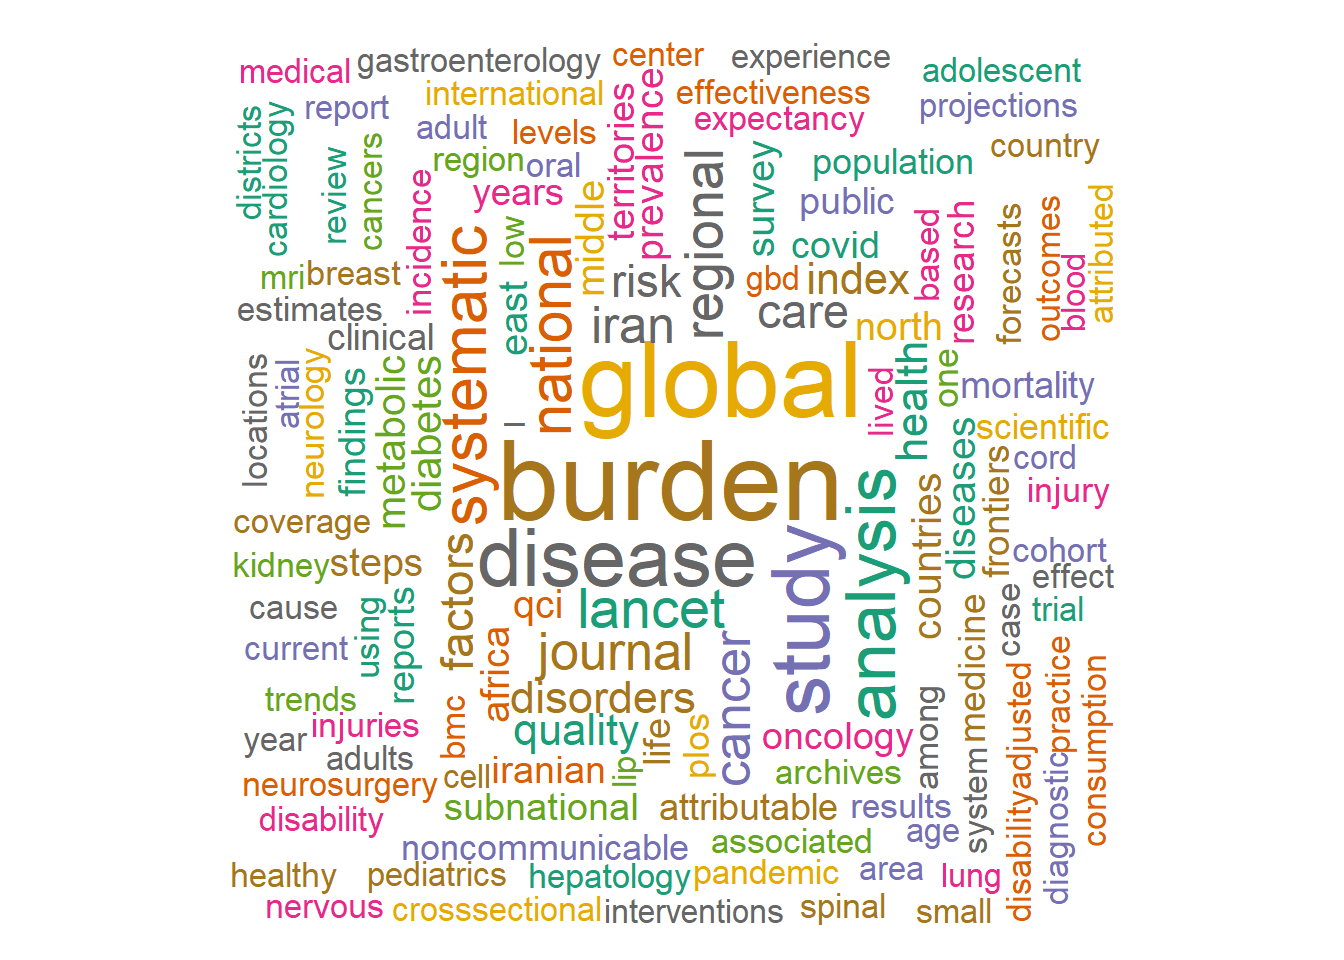 medical
gastroenterology
center
experience
adolescent
international
effectiveness
projections
report
expectancy
adult
levels
country
districts
cardiology
review
cancers
region
oral
territories
prevalence
survey
population
years
public
incidence
middle
regional
covid
based
research
forecasts
outcomes
blood
attributed
mri
breast
low
east
national
risk
gbd
index
estimates
systematic
iran
care
north
clinical
global
locations
atrial
neurology
findings
metabolic
diabetes
l
lived
health
one
mortality
scientific
burden
analysis
countries
diseases
frontiers
cord
injury
coverage
disease
study
cohort
kidney
steps
factors
effect
cause
qci
lancet
case
trial
current
using
reports
journal
cancer
medicine
trends
africa
disorders
injuries
bmc
quality
life
plos
oncology
among
system
disabilityadjusted
practice
consumption
year
adults
neurosurgery
cell
iranian
lip
archives
diagnostic
subnational
attributable
results
disability
age
noncommunicable
associated
healthy
pediatrics
hepatology
pandemic
area
lung
nervous
crosssectional
interventions
spinal
small